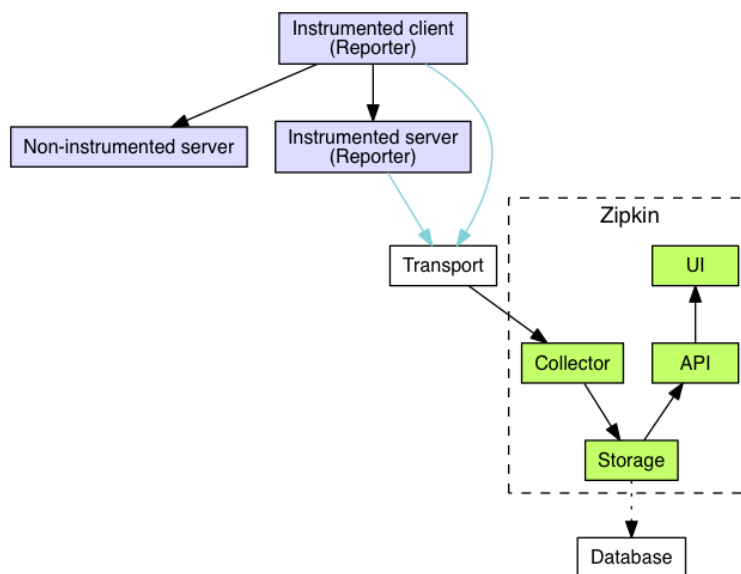 Instrumented client
(Reporter)
Non-instrumented server
Instrumented server
(Reporter)
Zipkin
Transport
UI
Collector
API
Storage
Database